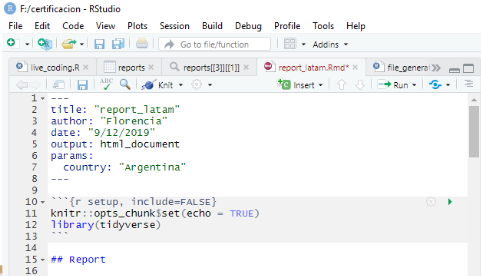 F:/certificacion - RStudio
File Edit Code View Plots Session Build Debug Profile Tools Help
Go to file/function Addins
live_coding.R reports reports[[3]][[1]] report_latam.Rmd* file_genera
ABC Knit Insert Run
1 ---
2 title: "report_latam"
3 author: "Florencia"
4 date: "9/12/2019"
5 output: html_document
6 params:
7 country: "Argentina"
8 ---
9
10 ```{r setup, include=FALSE}
11 knitr::opts_chunk$set(echo = TRUE)
12 library(tidyverse)
13 ```
14
15 ## Report
16